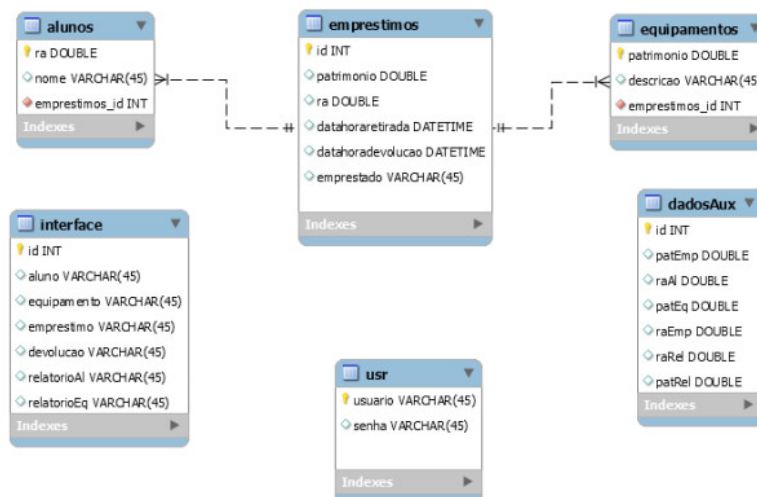 alunos
ra DOUBLE
nome VARCHAR(45)
emprestimos_id INT
Indexes
emprestimos
id INT
patrimonio DOUBLE
ra DOUBLE
datahoraretirada DATETIME
datahoradevolucao DATETIME
emprestado VARCHAR(45)
Indexes
equipamentos
patrimonio DOUBLE
descricao VARCHAR(45
emprestimos_id INT
Indexes
interface
id INT
aluno VARCHAR(45)
equipamento VARCHAR(45)
emprestimo VARCHAR(45)
devolucao VARCHAR(45)
relatorioAl VARCHAR(45)
relatorioEq VARCHAR(45)
Indexes
usr
usuario VARCHAR(45)
senha VARCHAR(45)
Indexes
dadosAux
id INT
patEmp DOUBLE
raAl DOUBLE
patEq DOUBLE
raEmp DOUBLE
raRel DOUBLE
patRel DOUBLE
Indexes